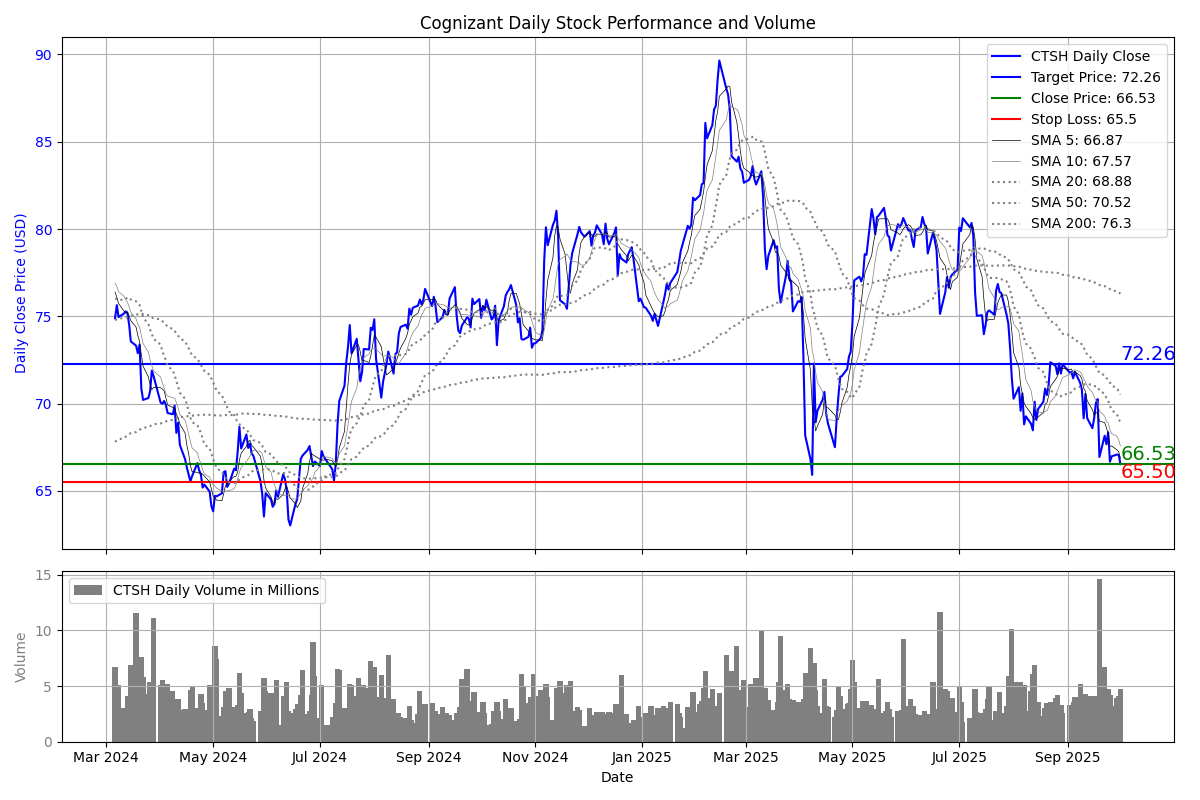 Cognizant Daily Stock Performance and Volume
Daily Close Price (USD)
90
85
80
75
70
65
CTSH Daily Close
Target Price: 72.26
Close Price: 66.53
Stop Loss: 65.5
SMA 5: 66.87
SMA 10: 67.57
SMA 20: 68.88
SMA 50: 70.52
SMA 200: 76.3
72.26
66.53
65.50
Volume
15
10
5
0
CTSH Daily Volume in Millions
Mar 2024 May 2024 Jul 2024 Sep 2024 Nov 2024 Jan 2025 Mar 2025 May 2025 Jul 2025 Sep 2025
Date